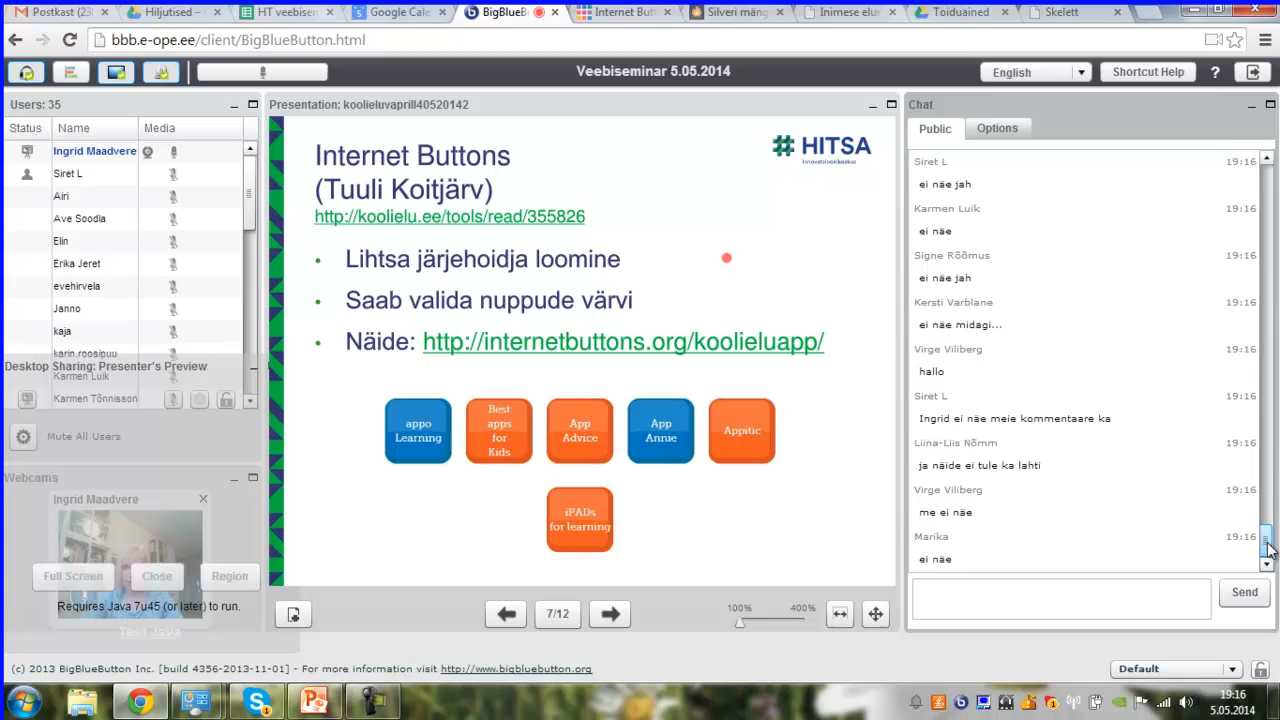 Postkast (23
Hiljutised -
HT veebisem
Google Cale
BigBlueB
Internet But
Silveri mäng
Inimese elun
Toiduained
Skelett
bbb.e-ope.ee/client/BigBlueButton.html
Veebiseminar 5.05.2014
English
Shortcut Help
?
Users: 35
Status
Name
Media
Ingrid Maadvere
Siret L
Airi
Ave Soodla
Elin
Erika Jeret
evehirvela
Janno
kaja
karin.roosipuu
Desktop Sharing: Presenter's Preview
Karmen Luik
Karmen Tõnnisson
Mute All Users
Webcams
Ingrid Maadvere
Full Screen
Close
Region
Requires Java 7u45 (or later) to run.
Test Java
Presentation: koolieluvaprill40520142
Internet Buttons
(Tuuli Koitjärv)
http://koolielu.ee/tools/read/355826
HITSA
Innovatsioonikeskus
• Lihtsa järjehoidja loomine
• Saab valida nuppude värvi
• Näide: http://internetbuttons.org/koolieluapp/
appo
Learning
Best
apps
for
Kids
App
Advice
App
Annie
Appitic
iPADs
for learning
7/12
100%
400%
Chat
Public
Options
Siret L 19:16
ei näe jah
Karmen Luik 19:16
ei näe
Signe Rõõmus 19:16
ei näe jah
Kersti Varblane 19:16
ei näe midagi...
Virge Viliberg 19:16
hallo
Siret L 19:16
Ingrid ei näe meie kommentaare ka
Liina-Liis Nõmm 19:16
ja näide ei tule ka lahti
Virge Viliberg 19:16
me ei näe
Marika 19:16
ei näe
Send
(c) 2013 BigBlueButton Inc. [build 4356-2013-11-01] - For more information visit http://www.bigbluebutton.org
Default
19:16
5.05.2014